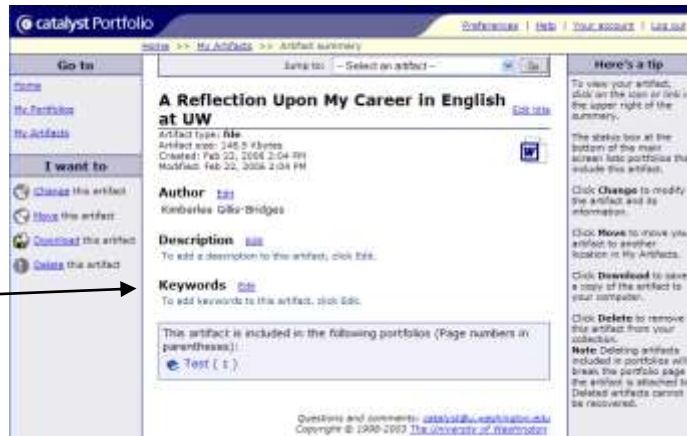 catalyst Portfolio
Preferences | Help | Your account | Log out
Home >> My Artifacts >> Artifact summary
Go to
Home
My Portfolios
My Artifacts
I want to
Change this artifact
Move this artifact
Download this artifact
Delete this artifact
Jump to: -- Select an artifact -- Go
A Reflection Upon My Career in English
at UW
Edit title
Artifact type: file
Artifact size: 148.5 Kbytes
Created: Feb 22, 2006 2:04 PM
Modified: Feb 22, 2006 2:04 PM
Author Edit
Kimberlee Gillis-Bridges
Description Edit
To add a description to this artifact, click Edit.
Keywords Edit
To add keywords to this artifact, click Edit.
This artifact is included in the following portfolios (Page numbers in
parentheses):
Test ( 1 )
Questions and comments: catalyst@u.washington.edu
Copyright © 1998-2003 The University of Washington
Here's a tip
To view your artifact,
click on the icon or link in
the upper right of the
summary.
The status box at the
bottom of the main
screen lists portfolios that
include this artifact.
Click Change to modify
the artifact and its
information.
Click Move to move your
artifact to another
location in My Artifacts.
Click Download to save
a copy of the artifact to
your computer.
Click Delete to remove
this artifact from your
collection.
Note Deleting artifacts
included in portfolios will
break the portfolio page
the artifact is attached to.
Deleted artifacts cannot
be recovered.